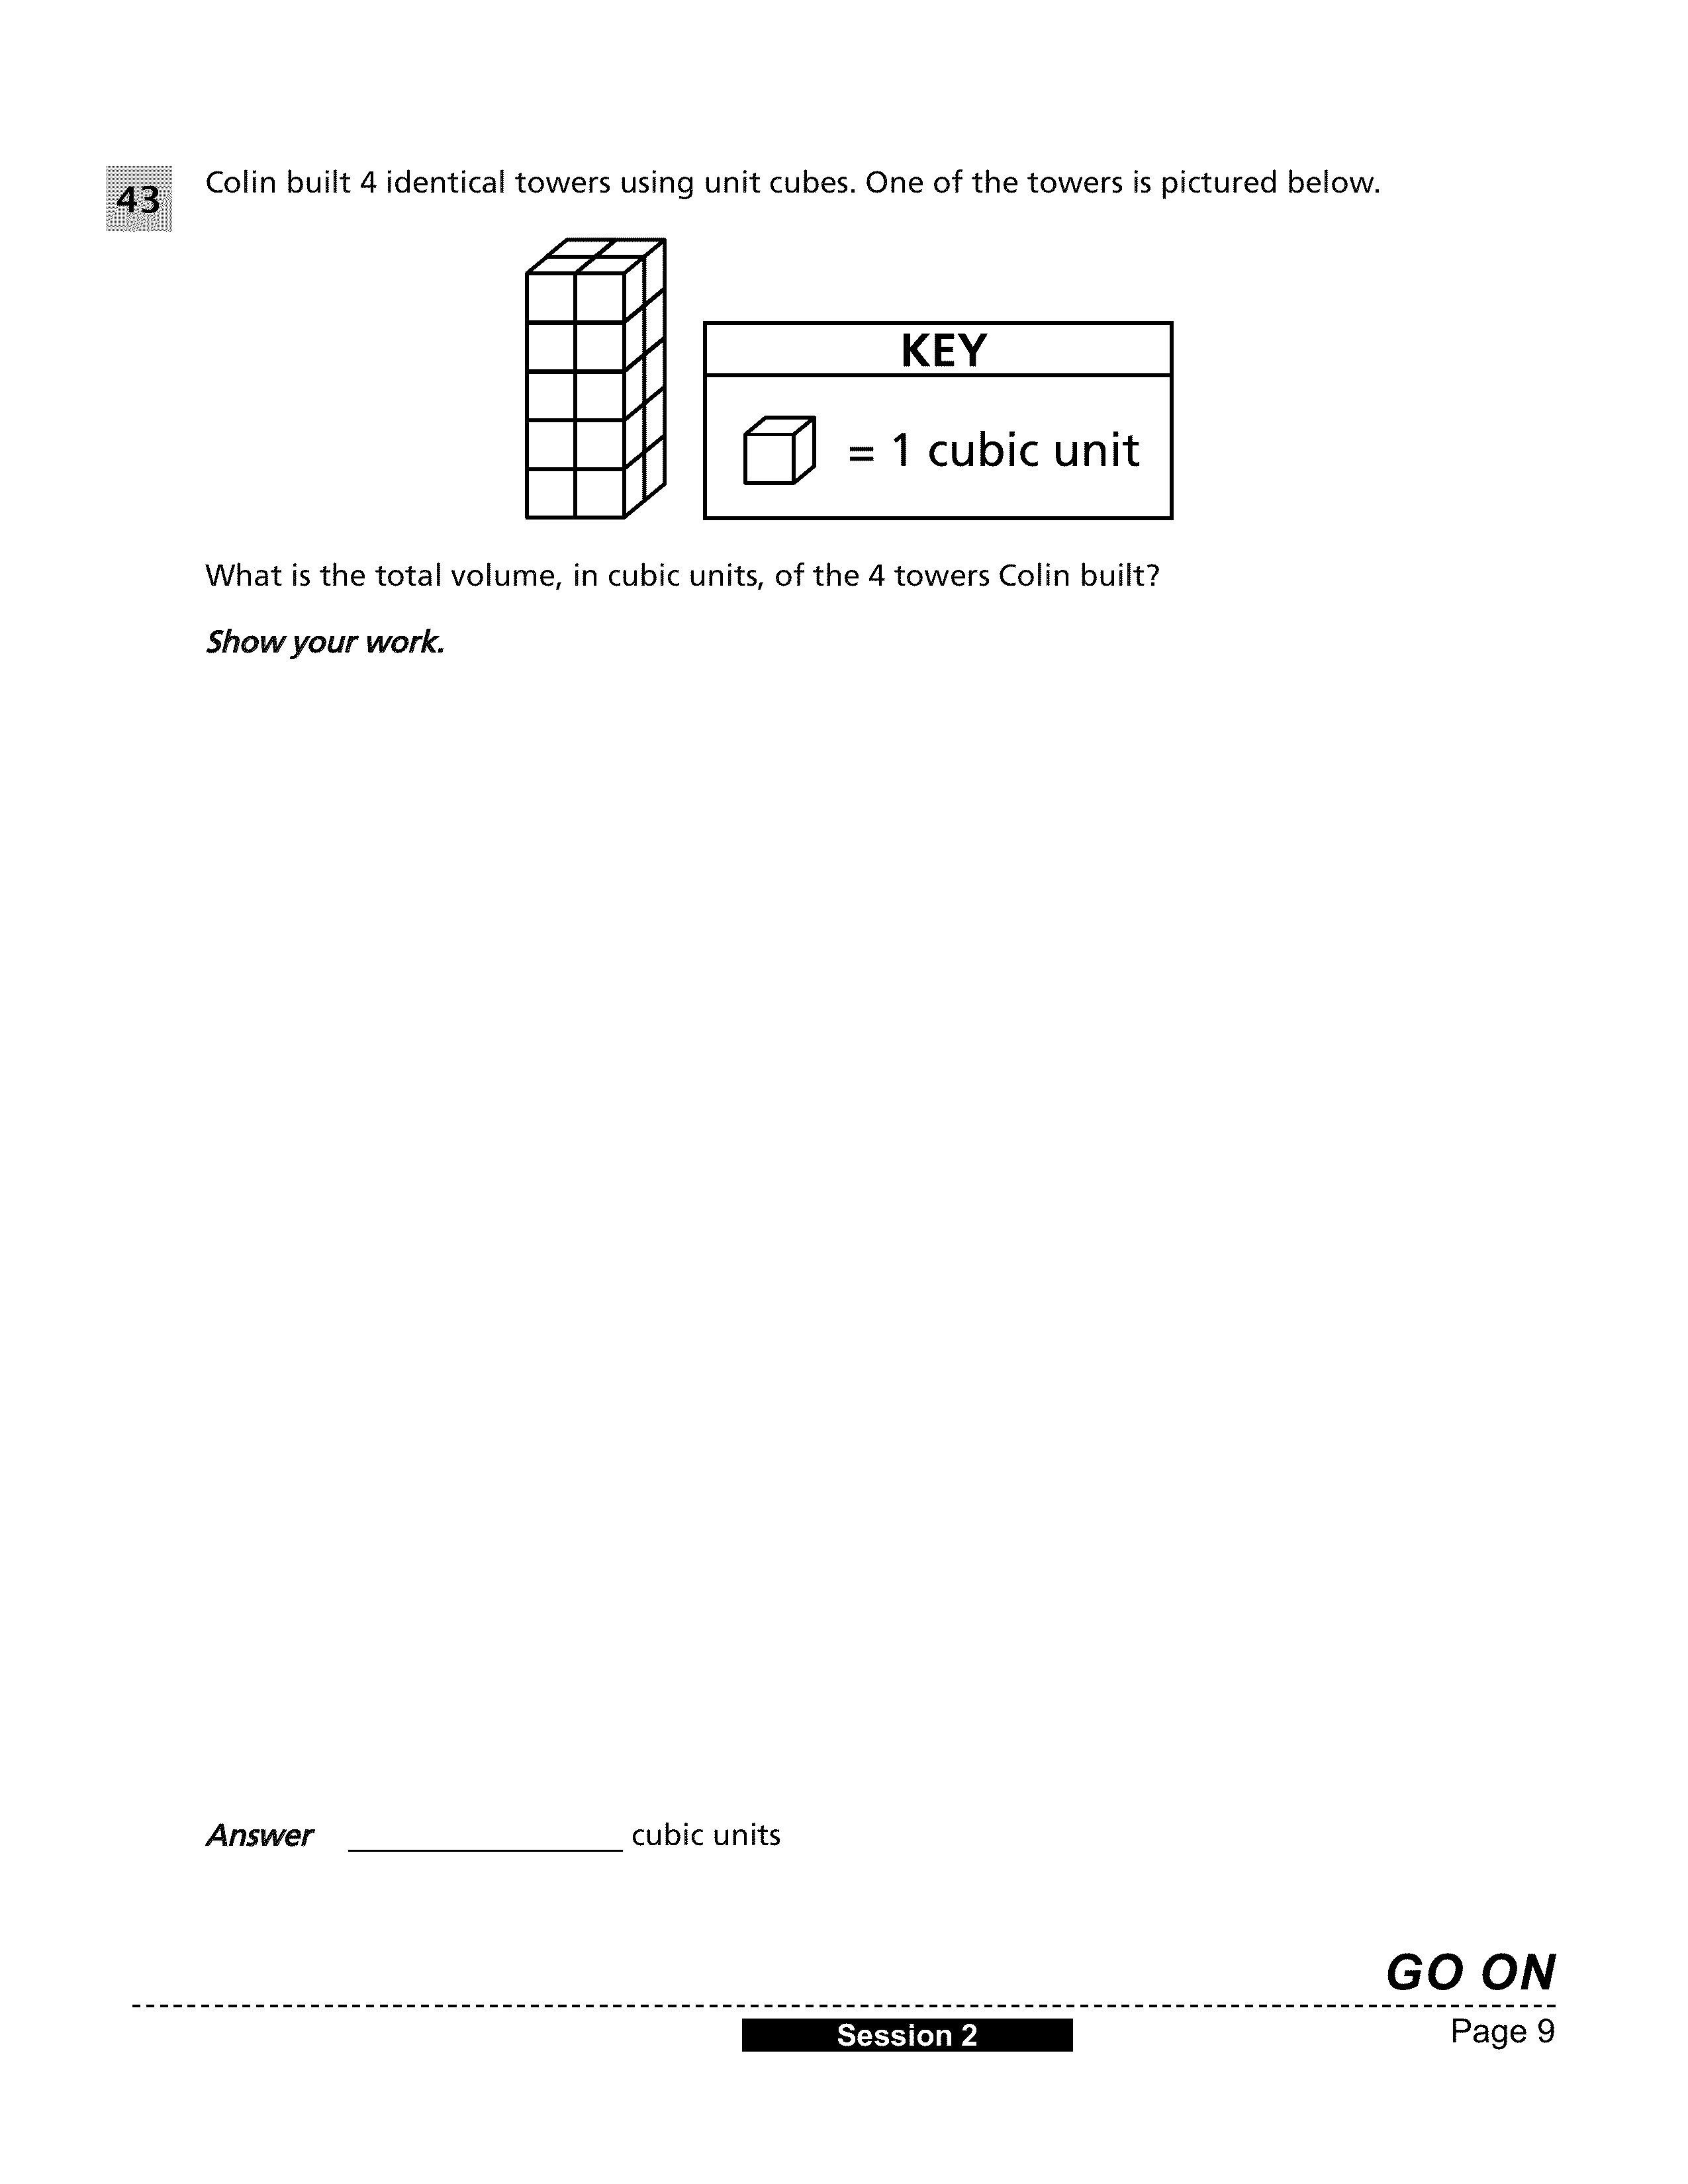 43 Colin built 4 identical towers using unit cubes. One of the towers is pictured below.
KEY
= 1 cubic unit
What is the total volume, in cubic units, of the 4 towers Colin built?
Show your work.
Answer ________________ cubic units
GO ON
Session 2
Page 9